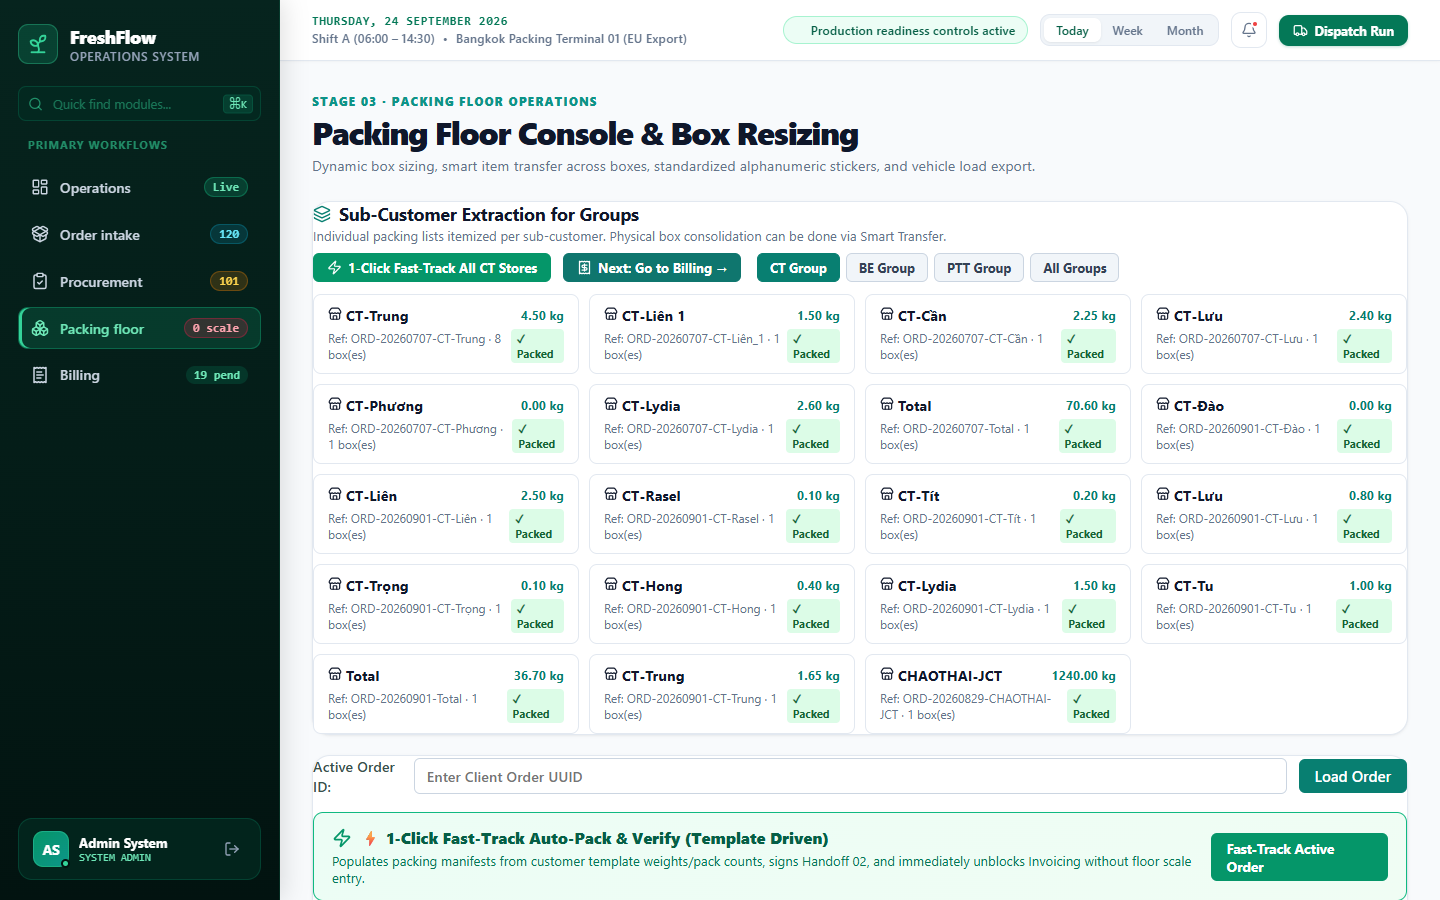 FreshFlow
OPERATIONS SYSTEM
Quick find modules...
⌘K
PRIMARY WORKFLOWS
Operations
Live
Order intake
120
Procurement
101
Packing floor
0 scale
Billing
19 pend
AS
Admin System
SYSTEM ADMIN
THURSDAY, 24 SEPTEMBER 2026
Shift A (06:00 – 14:30) • Bangkok Packing Terminal 01 (EU Export)
Production readiness controls active
Today
Week
Month
Dispatch Run
STAGE 03 · PACKING FLOOR OPERATIONS
Packing Floor Console & Box Resizing
Dynamic box sizing, smart item transfer across boxes, standardized alphanumeric stickers, and vehicle load export.
Sub-Customer Extraction for Groups
Individual packing lists itemized per sub-customer. Physical box consolidation can be done via Smart Transfer.
1-Click Fast-Track All CT Stores
Next: Go to Billing →
CT Group
BE Group
PTT Group
All Groups
CT-Trung
4.50 kg
Ref: ORD-20260707-CT-Trung · 8
box(es)
✓
Packed
CT-Liên 1
1.50 kg
Ref: ORD-20260707-CT-Liên_1 · 1
box(es)
✓
Packed
CT-Cần
2.25 kg
Ref: ORD-20260707-CT-Cần · 1
box(es)
✓
Packed
CT-Lưu
2.40 kg
Ref: ORD-20260707-CT-Lưu · 1
box(es)
✓
Packed
CT-Phương
0.00 kg
Ref: ORD-20260707-CT-Phương ·
1 box(es)
✓
Packed
CT-Lydia
2.60 kg
Ref: ORD-20260707-CT-Lydia · 1
box(es)
✓
Packed
Total
70.60 kg
Ref: ORD-20260707-Total · 1
box(es)
✓
Packed
CT-Đào
0.00 kg
Ref: ORD-20260901-CT-Đào · 1
box(es)
✓
Packed
CT-Liên
2.50 kg
Ref: ORD-20260901-CT-Liên · 1
box(es)
✓
Packed
CT-Rasel
0.10 kg
Ref: ORD-20260901-CT-Rasel · 1
box(es)
✓
Packed
CT-Tít
0.20 kg
Ref: ORD-20260901-CT-Tít · 1
box(es)
✓
Packed
CT-Lưu
0.80 kg
Ref: ORD-20260901-CT-Lưu · 1
box(es)
✓
Packed
CT-Trọng
0.10 kg
Ref: ORD-20260901-CT-Trọng · 1
box(es)
✓
Packed
CT-Hong
0.40 kg
Ref: ORD-20260901-CT-Hong · 1
box(es)
✓
Packed
CT-Lydia
1.50 kg
Ref: ORD-20260901-CT-Lydia · 1
box(es)
✓
Packed
CT-Tu
1.00 kg
Ref: ORD-20260901-CT-Tu · 1
box(es)
✓
Packed
Total
36.70 kg
Ref: ORD-20260901-Total · 1
box(es)
✓
Packed
CT-Trung
1.65 kg
Ref: ORD-20260901-CT-Trung · 1
box(es)
✓
Packed
CHAOTHAI-JCT
1240.00 kg
Ref: ORD-20260829-CHAOTHAI-
JCT · 1 box(es)
✓
Packed
Active Order
ID:
Enter Client Order UUID
Load Order
1-Click Fast-Track Auto-Pack & Verify (Template Driven)
Populates packing manifests from customer template weights/pack counts, signs Handoff 02, and immediately unblocks Invoicing without floor scale
entry.
Fast-Track Active
Order